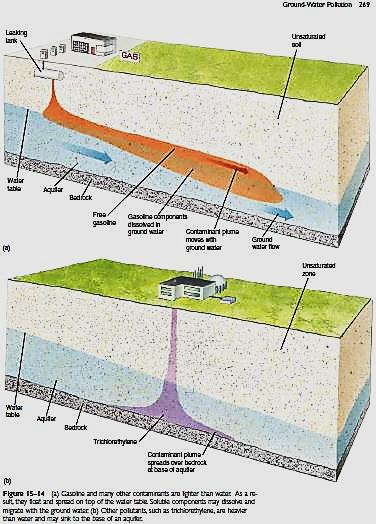 Ground-Water Pollution 269
Leaking
tank
GAS
Unsaturated
soil
Water
table
Aquifer
Bedrock
Free
gasoline
Gasoline components
dissolved in
ground water
Contaminant plume
moves with
ground water
Ground
water flow
(a)
Unsaturated
zone
Water
table
Aquifer
Bedrock
Trichlorethylene
Contaminant plume
spreads over bedrock
at base of aquifer
(b)
Figure 15–14 (a) Gasoline and many other contaminants are lighter than water. As a re-
sult, they float and spread on top of the water table. Soluble components may dissolve and
migrate with the ground water. (b) Other pollutants, such as trichlorethylene, are heavier
than water and may sink to the base of an aquifer.